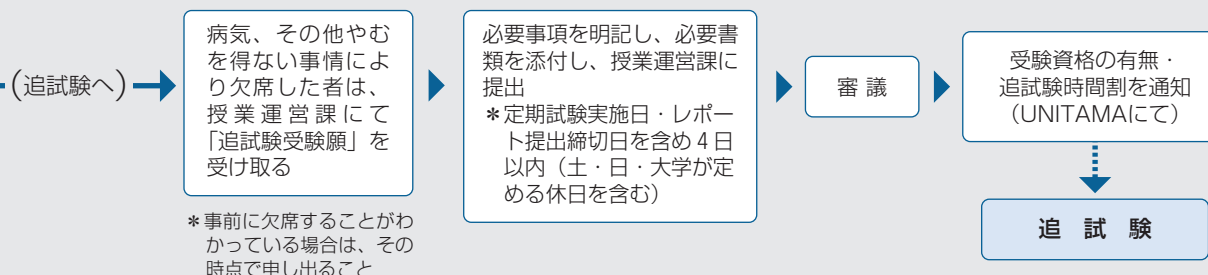 (追試験へ)
病気、その他やむ
を得ない事情によ
り欠席した者は、
授業運営課にて
「追試験受験願」を
受け取る
＊事前に欠席することがわ
かっている場合は、その
時点で申し出ること
必要事項を明記し、必要書
類を添付し、授業運営課に
提出
＊定期試験実施日・レポー
ト提出締切日を含め4日
以内（土・日・大学が定
める休日を含む）
審 議
受験資格の有無・
追試験時間割を通知
（UNITAMAにて）
追 試 験